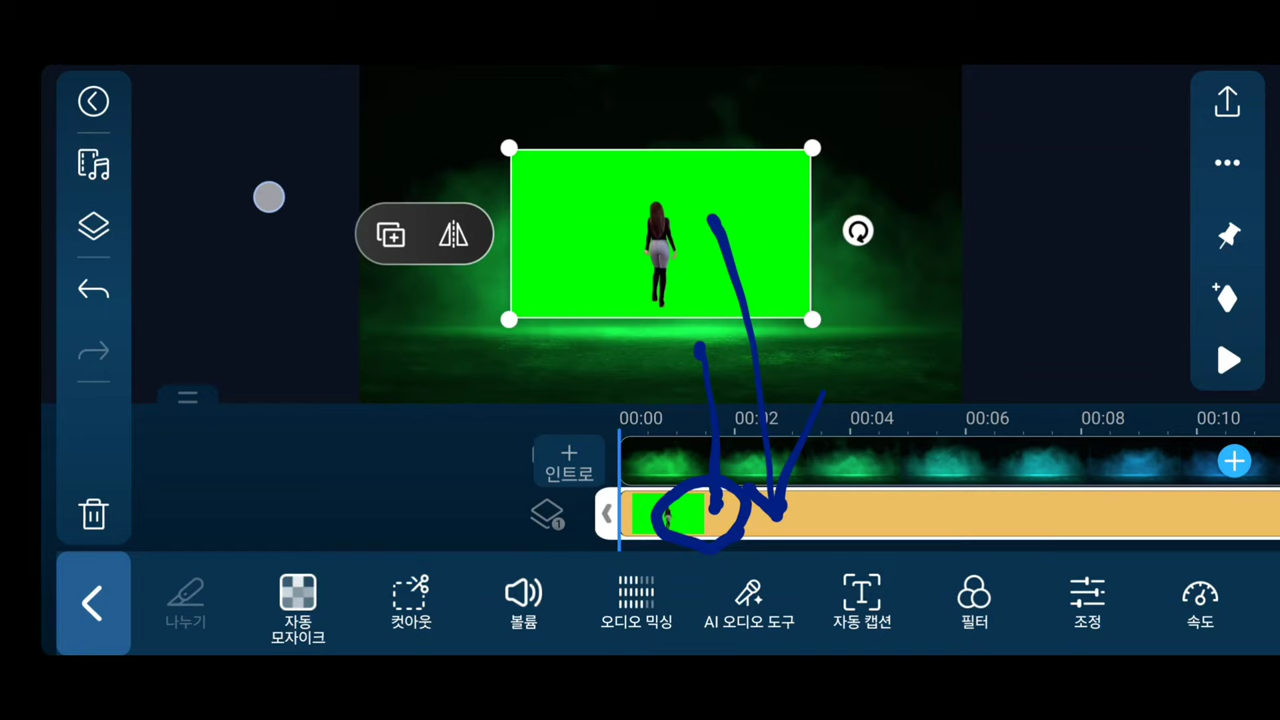 00:00 00:02 00:04 00:06 00:08 00:10
인트로
1
나누기
자동
모자이크
컷아웃
볼륨
오디오 믹싱
AI 오디오 도구
자동 캡션
필터
조정
속도